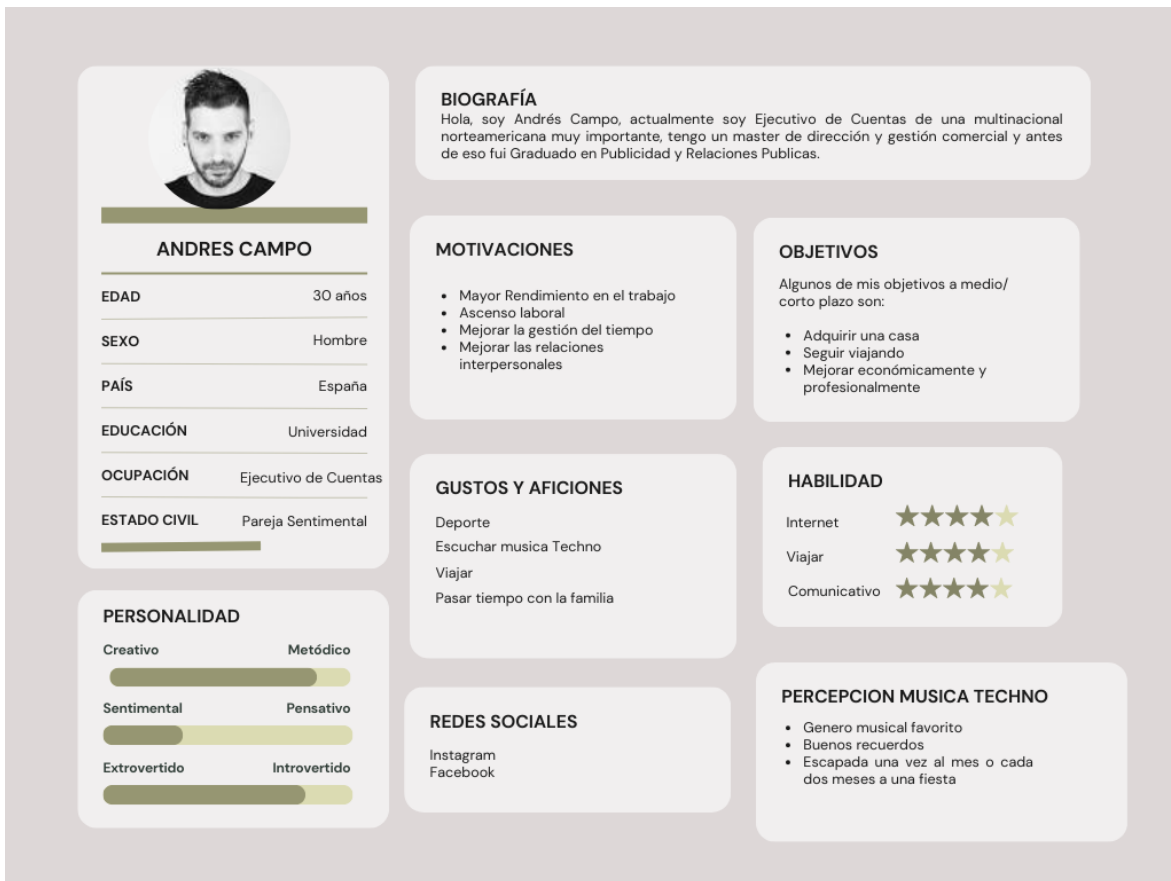 ANDRES CAMPO
EDAD 30 años
SEXO Hombre
PAÍS España
EDUCACIÓN Universidad
OCUPACIÓN Ejecutivo de Cuentas
ESTADO CIVIL Pareja Sentimental
PERSONALIDAD
Creativo Metódico
Sentimental Pensativo
Extrovertido Introvertido
BIOGRAFÍA
Hola, soy Andrés Campo, actualmente soy Ejecutivo de Cuentas de una multinacional
norteamericana muy importante, tengo un master de dirección y gestión comercial y antes
de eso fui Graduado en Publicidad y Relaciones Publicas.
MOTIVACIONES
• Mayor Rendimiento en el trabajo
• Ascenso laboral
• Mejorar la gestión del tiempo
• Mejorar las relaciones
interpersonales
OBJETIVOS
Algunos de mis objetivos a medio/
corto plazo son:
• Adquirir una casa
• Seguir viajando
• Mejorar económicamente y
profesionalmente
GUSTOS Y AFICIONES
Deporte
Escuchar musica Techno
Viajar
Pasar tiempo con la familia
HABILIDAD
Internet
Viajar
Comunicativo
REDES SOCIALES
Instagram
Facebook
PERCEPCION MUSICA TECHNO
• Genero musical favorito
• Buenos recuerdos
• Escapada una vez al mes o cada
dos meses a una fiesta